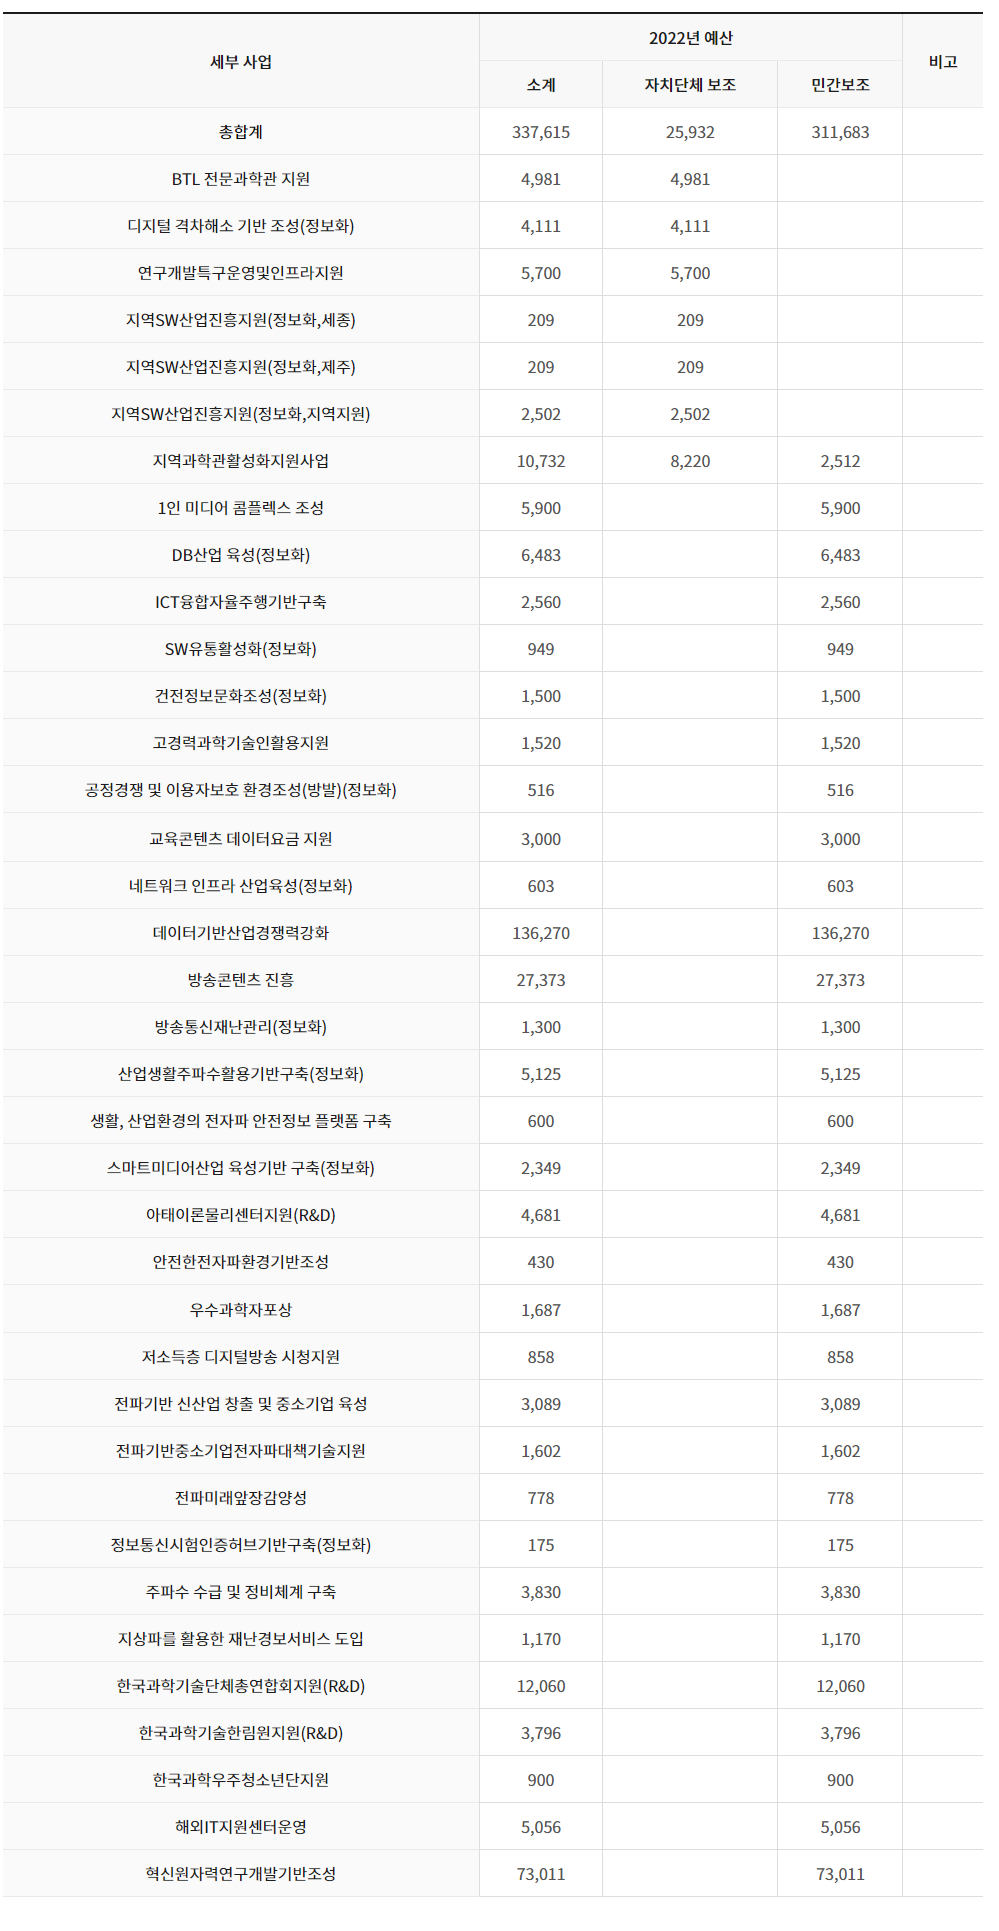 세부 사업 2022년 예산 비고
소계 자치단체 보조 민간보조
총합계 337,615 25,932 311,683
BTL 전문과학관 지원 4,981 4,981
디지털 격차해소 기반 조성(정보화) 4,111 4,111
연구개발특구운영및인프라지원 5,700 5,700
지역SW산업진흥지원(정보화,세종) 209 209
지역SW산업진흥지원(정보화,제주) 209 209
지역SW산업진흥지원(정보화,지역지원) 2,502 2,502
지역과학관활성화지원사업 10,732 8,220 2,512
1인 미디어 콤플렉스 조성 5,900 5,900
DB산업 육성(정보화) 6,483 6,483
ICT융합자율주행기반구축 2,560 2,560
SW유통활성화(정보화) 949 949
건전정보문화조성(정보화) 1,500 1,500
고경력과학기술인활용지원 1,520 1,520
공정경쟁 및 이용자보호 환경조성(방발)(정보화) 516 516
교육콘텐츠 데이터요금 지원 3,000 3,000
네트워크 인프라 산업육성(정보화) 603 603
데이터기반산업경쟁력강화 136,270 136,270
방송콘텐츠 진흥 27,373 27,373
방송통신재난관리(정보화) 1,300 1,300
산업생활주파수활용기반구축(정보화) 5,125 5,125
생활, 산업환경의 전자파 안전정보 플랫폼 구축 600 600
스마트미디어산업 육성기반 구축(정보화) 2,349 2,349
아태이론물리센터지원(R&D) 4,681 4,681
안전한전자파환경기반조성 430 430
우수과학자포상 1,687 1,687
저소득층 디지털방송 시청지원 858 858
전파기반 신산업 창출 및 중소기업 육성 3,089 3,089
전파기반중소기업전자파대책기술지원 1,602 1,602
전파미래앞장감양성 778 778
정보통신시험인증허브기반구축(정보화) 175 175
주파수 수급 및 정비체계 구축 3,830 3,830
지상파를 활용한 재난경보서비스 도입 1,170 1,170
한국과학기술단체총연합회지원(R&D) 12,060 12,060
한국과학기술한림원지원(R&D) 3,796 3,796
한국과학우주청소년단지원 900 900
해외IT지원센터운영 5,056 5,056
혁신원자력연구개발기반조성 73,011 73,011